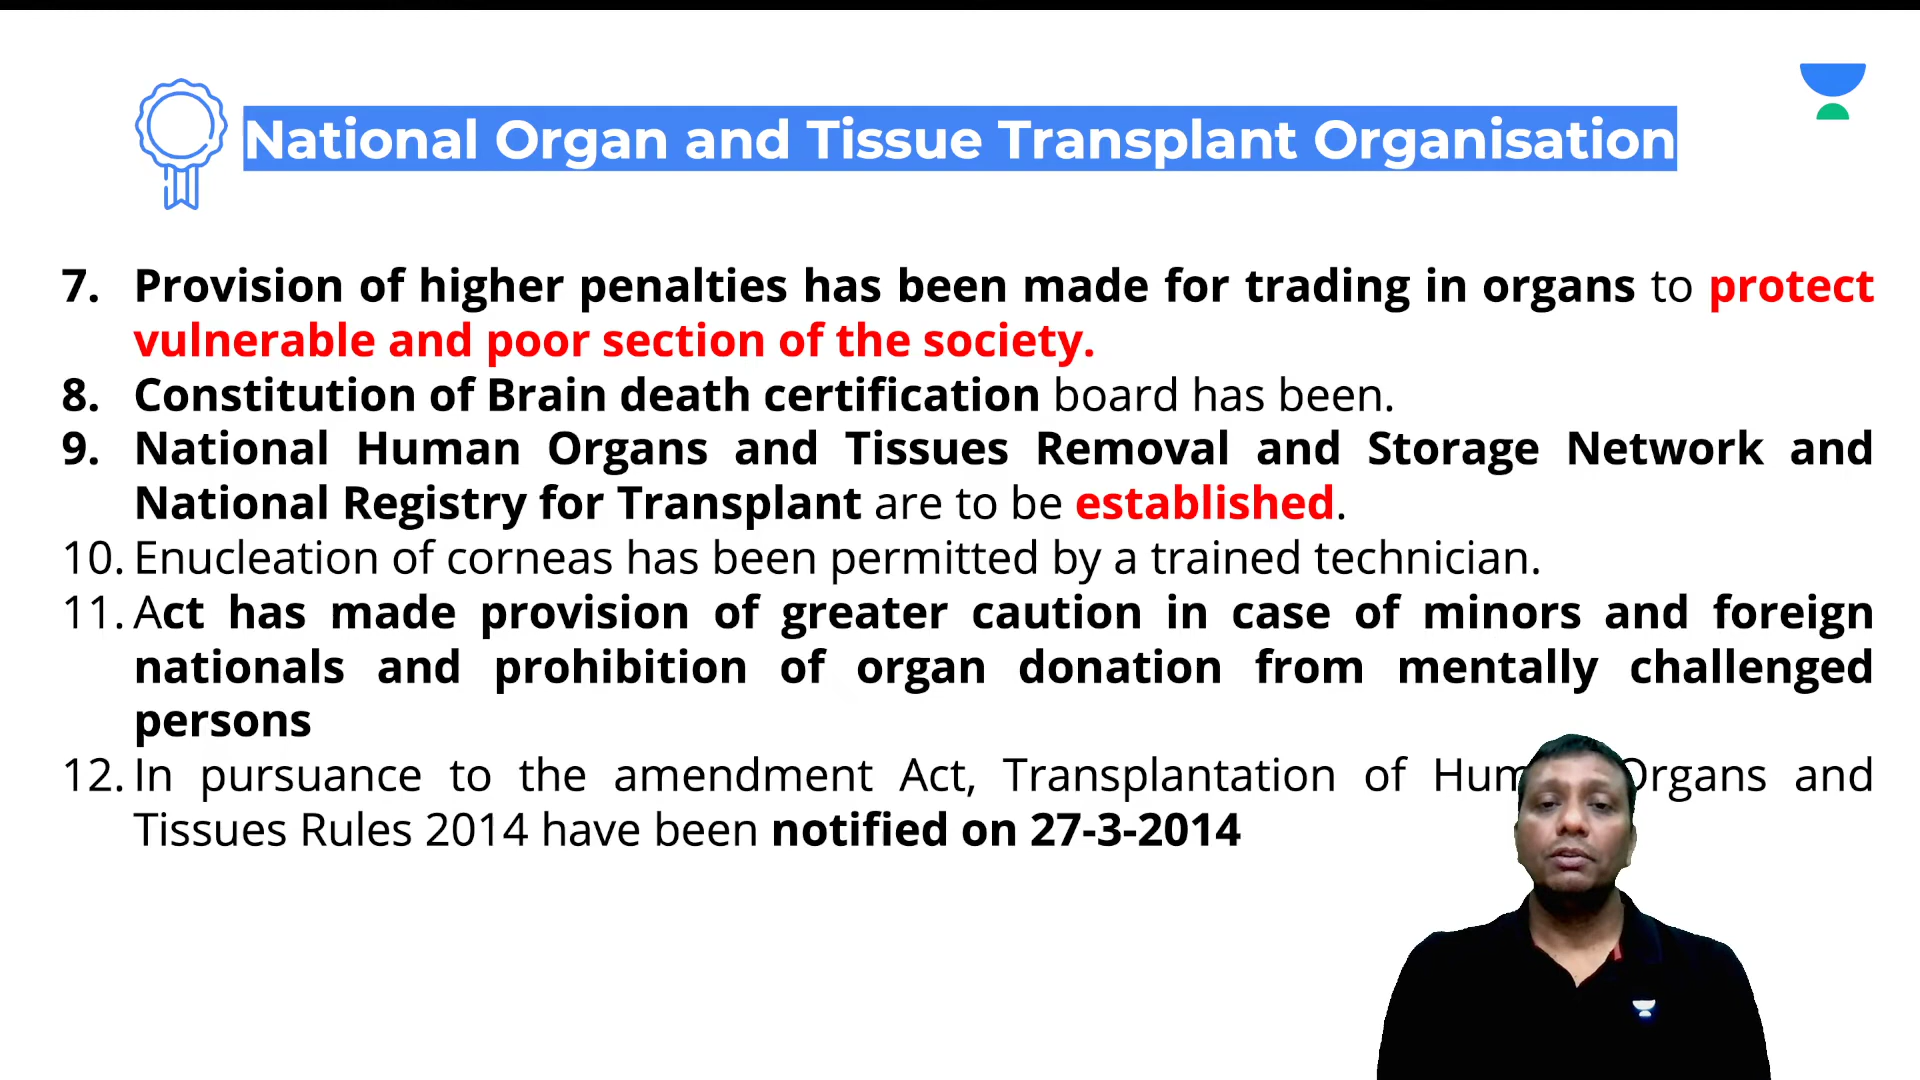 National Organ and Tissue Transplant Organisation
7. Provision of higher penalties has been made for trading in organs to protect
vulnerable and poor section of the society.
8. Constitution of Brain death certification board has been.
9. National Human Organs and Tissues Removal and Storage Network and
National Registry for Transplant are to be established.
10. Enucleation of corneas has been permitted by a trained technician.
11. Act has made provision of greater caution in case of minors and foreign
nationals and prohibition of organ donation from mentally challenged
persons
12. In pursuance to the amendment Act, Transplantation of Hum Organs and
Tissues Rules 2014 have been notified on 27-3-2014